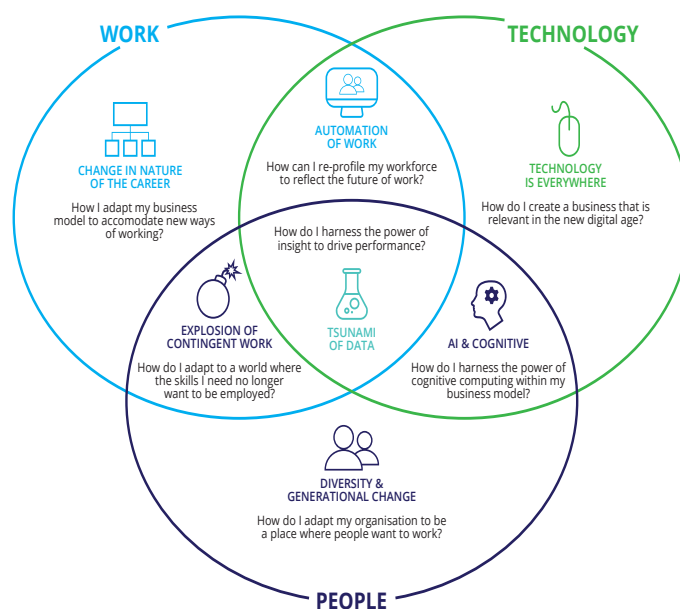 WORK
TECHNOLOGY
AUTOMATION
OF WORK
How can I re-profile my workforce
to reflect the future of work?
CHANGE IN NATURE
OF THE CAREER
How I adapt my business
model to accomodate new ways
of working?
TECHNOLOGY
IS EVERYWHERE
How do I create a business that is
relevant in the new digital age?
How do I harness the power of
insight to drive performance?
TSUNAMI
OF DATA
EXPLOSION OF
CONTINGENT WORK
How do I adapt to a world where
the skills I need no longer
want to be employed?
AI & COGNITIVE
How do I harness the power of
cognitive computing within my
business model?
DIVERSITY &
GENERATIONAL CHANGE
How do I adapt my organisation to be
a place where people want to work?
PEOPLE